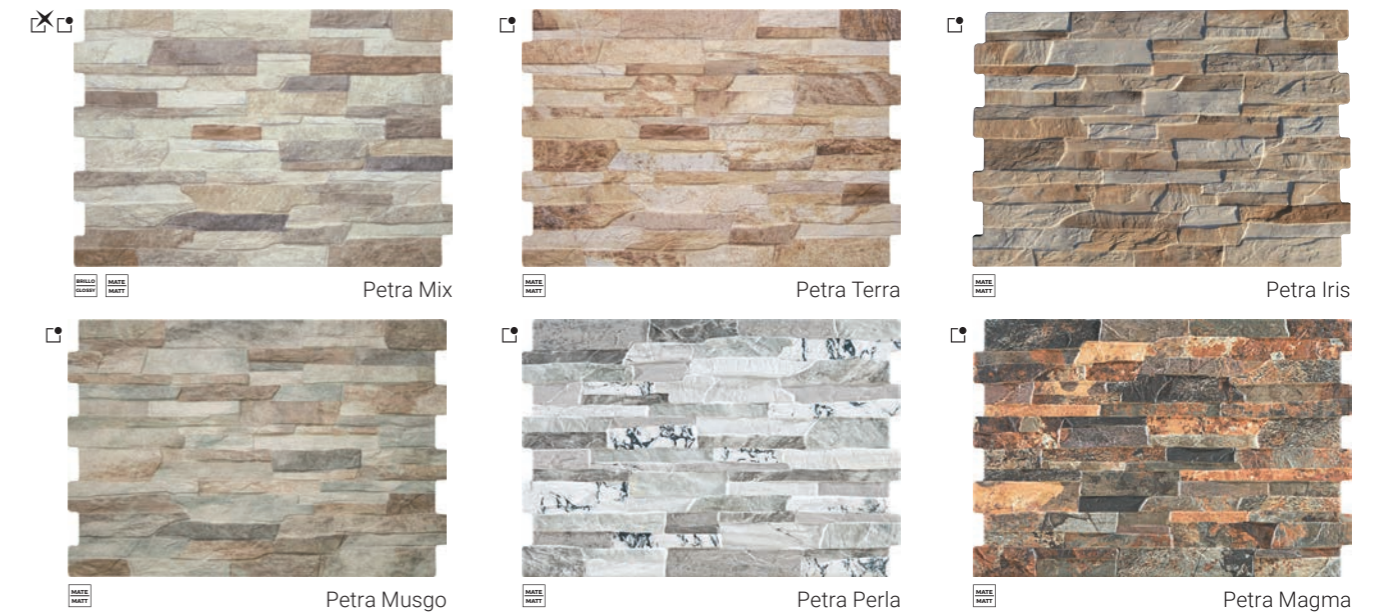 BRILLO
GLOSSY
MATE
MATT
Petra Mix
MATE
MATT
Petra Terra
MATE
MATT
Petra Iris
MATE
MATT
Petra Musgo
MATE
MATT
Petra Perla
MATE
MATT
Petra Magma